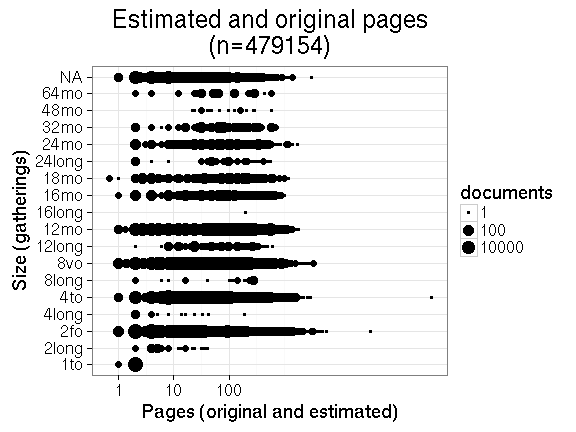 Estimated and original pages
(n=479154)
NA
64mo
48mo
32mo
24mo
24long
18mo
16mo
16long
12mo
12long
8vo
8long
4to
4long
2fo
2long
1to
Size (gatherings)
1 10 100
Pages (original and estimated)
documents
1
100
10000